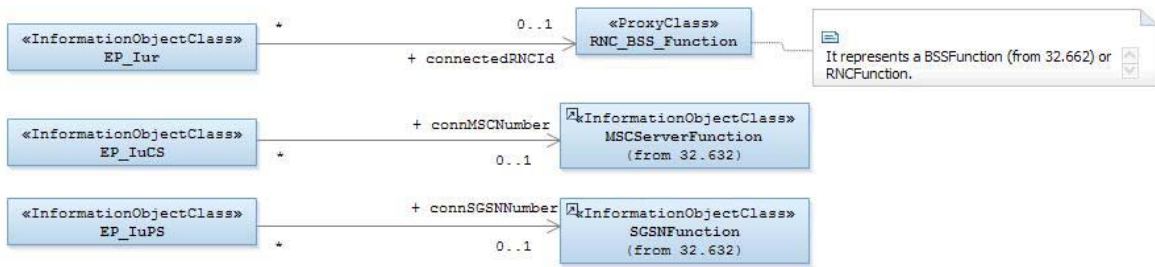 «InformationObjectClass»
EP_Iur
*
0..1
+ connectedRNCId
«ProxyClass»
RNC_BSS_Function
It represents a BSSFunction (from 32.662) or
RNCFunction.
«InformationObjectClass»
EP_IuCS
*
+ connMSCNumber
0..1
«InformationObjectClass»
MSCServerFunction
(from 32.632)
«InformationObjectClass»
EP_IuPS
*
+ connSGSNNumber
0..1
«InformationObjectClass»
SGSNFunction
(from 32.632)